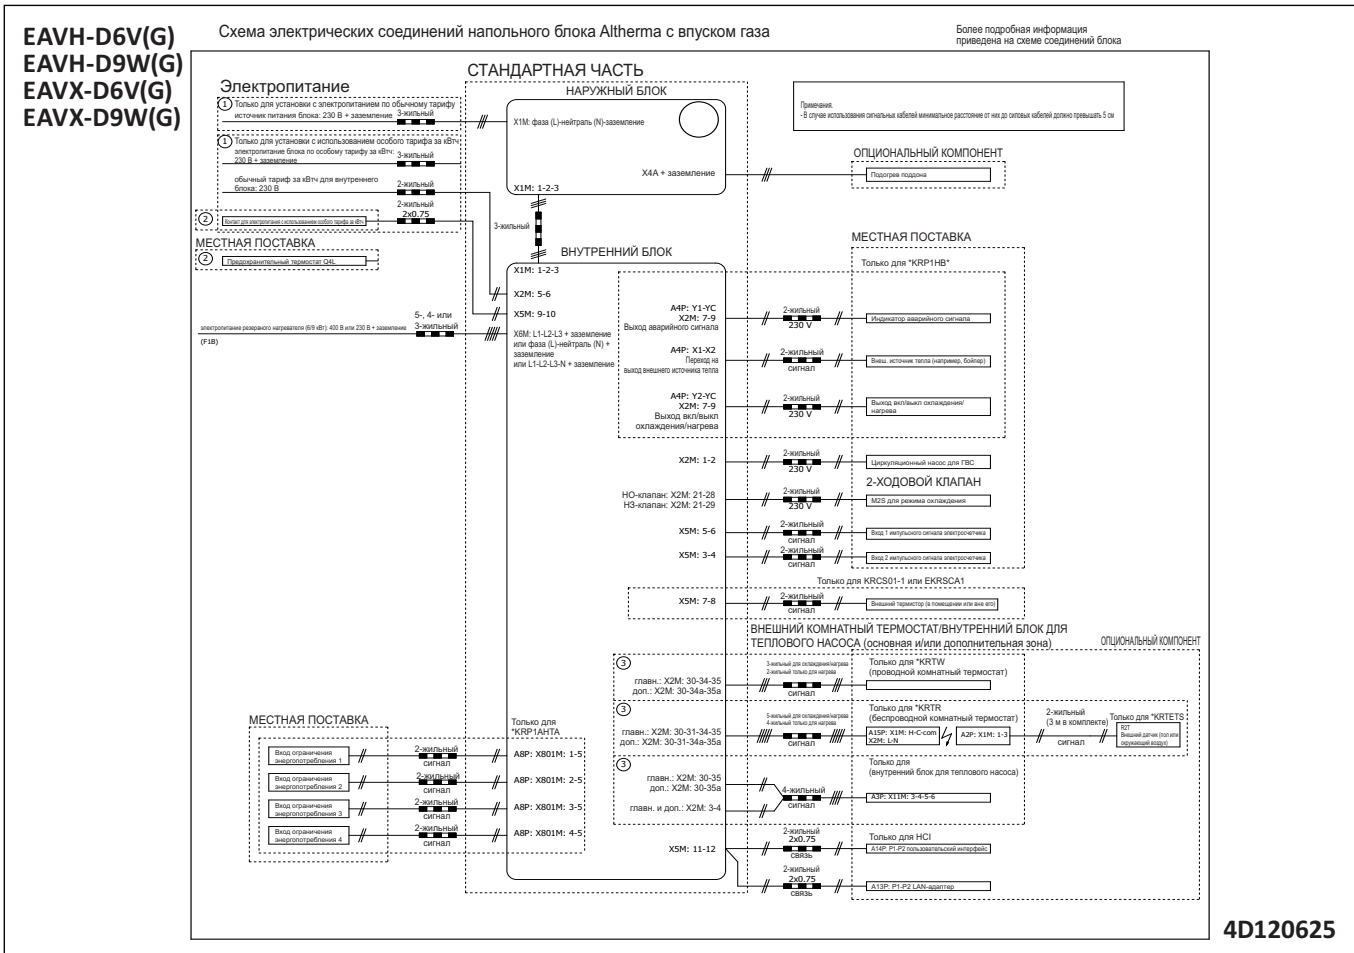 EAVH-D6V(G)
EAVH-D9W(G)
EAVX-D6V(G)
EAVX-D9W(G)
Схема электрических соединений напольного блока Altherma с впуском газа
Более подробная информация
приведена на схеме соединений блока
Электропитание
1 Только для установки с электропитанием по обычному тарифу
источник питания блока: 230 В + заземление
3-жильный
1 Только для установки с использованием особого тарифа за кВтч
электропитание блока по особому тарифу за кВтч:
230 В + заземление
3-жильный
обычный тариф за кВтч для внутреннего
блока: 230 В
2-жильный
2-жильный
2x0.75
2 Контакт для электропитания с использованием особого тарифа за кВтч
МЕСТНАЯ ПОСТАВКА
2 Предохранительный термостат Q4L
электропитание резервного нагревателя (6/9 кВт): 400 В или 230 В + заземление
(F1B)
5-, 4- или
3-жильный
СТАНДАРТНАЯ ЧАСТЬ
НАРУЖНЫЙ БЛОК
X1M: фаза (L)-нейтраль (N)-заземление
X4A + заземление
X1M: 1-2-3
3-жильный
ВНУТРЕННИЙ БЛОК
X1M: 1-2-3
X2M: 5-6
X5M: 9-10
X6M: L1-L2-L3 + заземление
или фаза (L)-нейтраль (N) +
заземление
или L1-L2-L3-N + заземление
Примечания.
- В случае использования сигнальных кабелей минимальное расстояние от них до силовых кабелей должно превышать 5 см
ОПЦИОНАЛЬНЫЙ КОМПОНЕНТ
Подогрев поддона
МЕСТНАЯ ПОСТАВКА
Только для *KRP1HB*
A4P: Y1-YC
X2M: 7-9
Выход аварийного сигнала
2-жильный
230 V
Индикатор аварийного сигнала
A4P: X1-X2
Переход на
выход внешнего источника тепла
2-жильный
сигнал
Внеш. источник тепла (например, бойлер)
A4P: Y2-YC
X2M: 7-9
Выход вкл/выкл
охлаждения/нагрева
2-жильный
230 V
Выход вкл/выкл охлаждения/
нагрева
X2M: 1-2
2-жильный
230 V
Циркуляционный насос для ГВС
2-ХОДОВОЙ КЛАПАН
НО-клапан: X2M: 21-28
НЗ-клапан: X2M: 21-29
2-жильный
230 V
M2S для режима охлаждения
X5M: 5-6
2-жильный
сигнал
Вход 1 импульсного сигнала электросчетчика
X5M: 3-4
2-жильный
сигнал
Вход 2 импульсного сигнала электросчетчика
Только для KRCS01-1 или EKRSCA1
X5M: 7-8
2-жильный
сигнал
Внешний термистор (в помещении или вне его)
ВНЕШНИЙ КОМНАТНЫЙ ТЕРМОСТАТ/ВНУТРЕННИЙ БЛОК ДЛЯ
ТЕПЛОВОГО НАСОСА (основная и/или дополнительная зона)
ОПЦИОНАЛЬНЫЙ КОМПОНЕНТ
3
главн.: X2M: 30-34-35
доп.: X2M: 30-34a-35a
3-жильный для охлаждения/нагрева
2-жильный только для нагрева
сигнал
Только для *KRTW
(проводной комнатный термостат)
3
главн.: X2M: 30-31-34-35
доп.: X2M: 30-31-34a-35a
5-жильный для охлаждения/нагрева
4-жильный только для нагрева
сигнал
Только для *KRTR
(беспроводной комнатный термостат)
A15P: X1M: H-C-com
X2M: L-N
A2P: X1M: 1-3
2-жильный
(3 м в комплекте)
сигнал
Только для *KRTETS
R2T
Внешний датчик (пол или
окружающий воздух)
3
главн.: X2M: 30-35
доп.: X2M: 30-35a
главн. и доп.: X2M: 3-4
4-жильный
сигнал
Только для
(внутренний блок для теплового насоса)
A3P: X11M: 3-4-5-6
X5M: 11-12
2-жильный
2x0.75
связь
Только для HCI
A14P: P1-P2 пользовательский интерфейс
2-жильный
2x0.75
связь
A13P: P1-P2 LAN-адаптер
МЕСТНАЯ ПОСТАВКА
Только для
*KRP1AHTA
Вход ограничения
энергопотребления 1
2-жильный
сигнал
A8P: X801M: 1-5
Вход ограничения
энергопотребления 2
2-жильный
сигнал
A8P: X801M: 2-5
Вход ограничения
энергопотребления 3
2-жильный
сигнал
A8P: X801M: 3-5
Вход ограничения
энергопотребления 4
2-жильный
сигнал
A8P: X801M: 4-5
4D120625